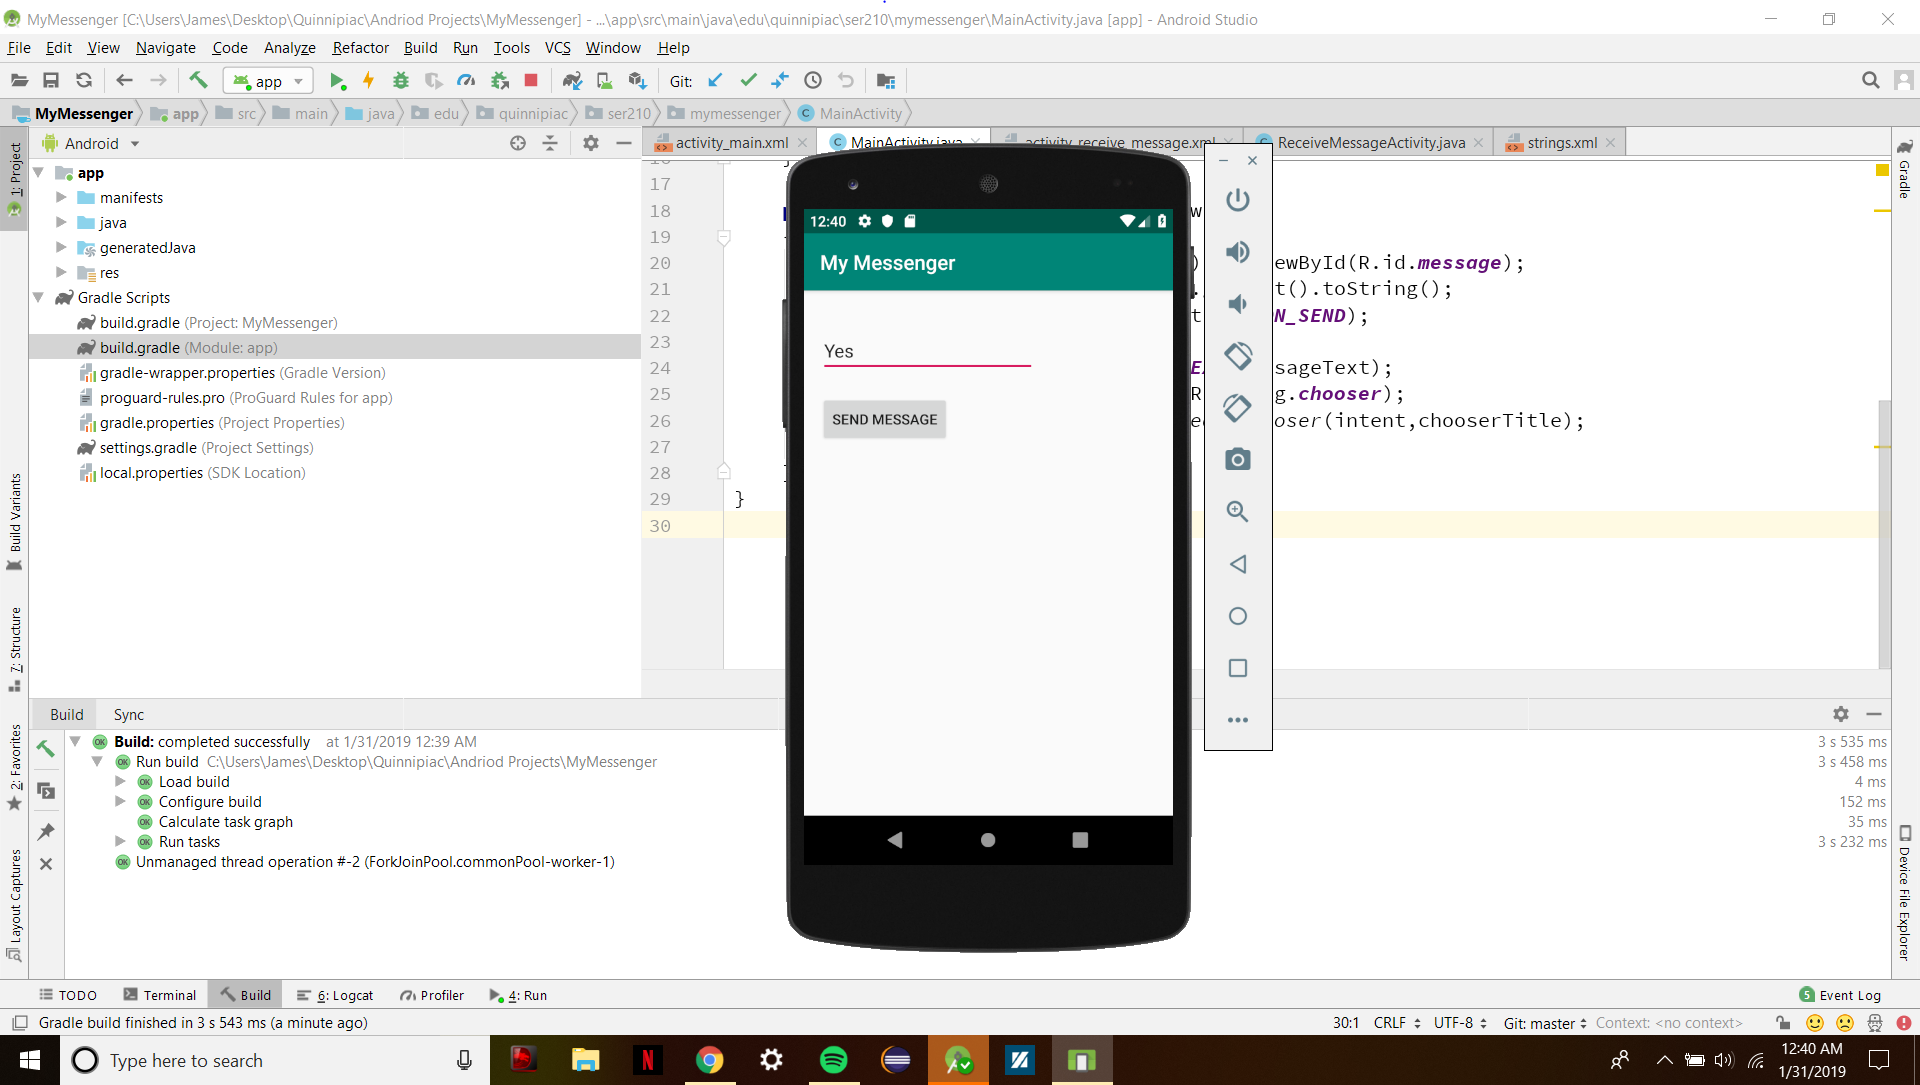 MyMessenger [C:\Users\James\Desktop\Quinnipiac\Andriod Projects\MyMessenger] - ...\app\src\main\java\edu\quinnipiac\ser210\mymessenger\MainActivity.java [app] - Android Studio
File Edit View Navigate Code Analyze Refactor Build Run Tools VCS Window Help
app Git:
MyMessenger app src main java edu quinnipiac ser210 mymessenger MainActivity
Android
activity_main.xml MainActivity.java activity_receive_message.xml ReceiveMessageActivity.java strings.xml
1: Project
Build Variants
7: Structure
2: Favorites
Layout Captures
app
manifests
java
generatedJava
res
Gradle Scripts
build.gradle (Project: MyMessenger)
build.gradle (Module: app)
gradle-wrapper.properties (Gradle Version)
proguard-rules.pro (ProGuard Rules for app)
gradle.properties (Project Properties)
settings.gradle (Project Settings)
local.properties (SDK Location)
17
18 w
19
20 ) ewById(R.id.message);
21 . t().toString();
22 t N_SEND);
23
24 E sageText);
25 R g.chooser);
26 e oser(intent,chooserTitle);
27
28
29 }
30
12:40
My Messenger
Yes
SEND MESSAGE
Gradle
Device File Explorer
Build Sync
Build: completed successfully at 1/31/2019 12:39 AM 3 s 535 ms
Run build C:\Users\James\Desktop\Quinnipiac\Andriod Projects\MyMessenger 3 s 458 ms
Load build 4 ms
Configure build 152 ms
Calculate task graph 35 ms
Run tasks 3 s 232 ms
Unmanaged thread operation #-2 (ForkJoinPool.commonPool-worker-1)
TODO Terminal Build 6: Logcat Profiler 4: Run 5 Event Log
Gradle build finished in 3 s 543 ms (a minute ago) 30:1 CRLF UTF-8 Git: master Context: <no context>
Type here to search
12:40 AM
1/31/2019